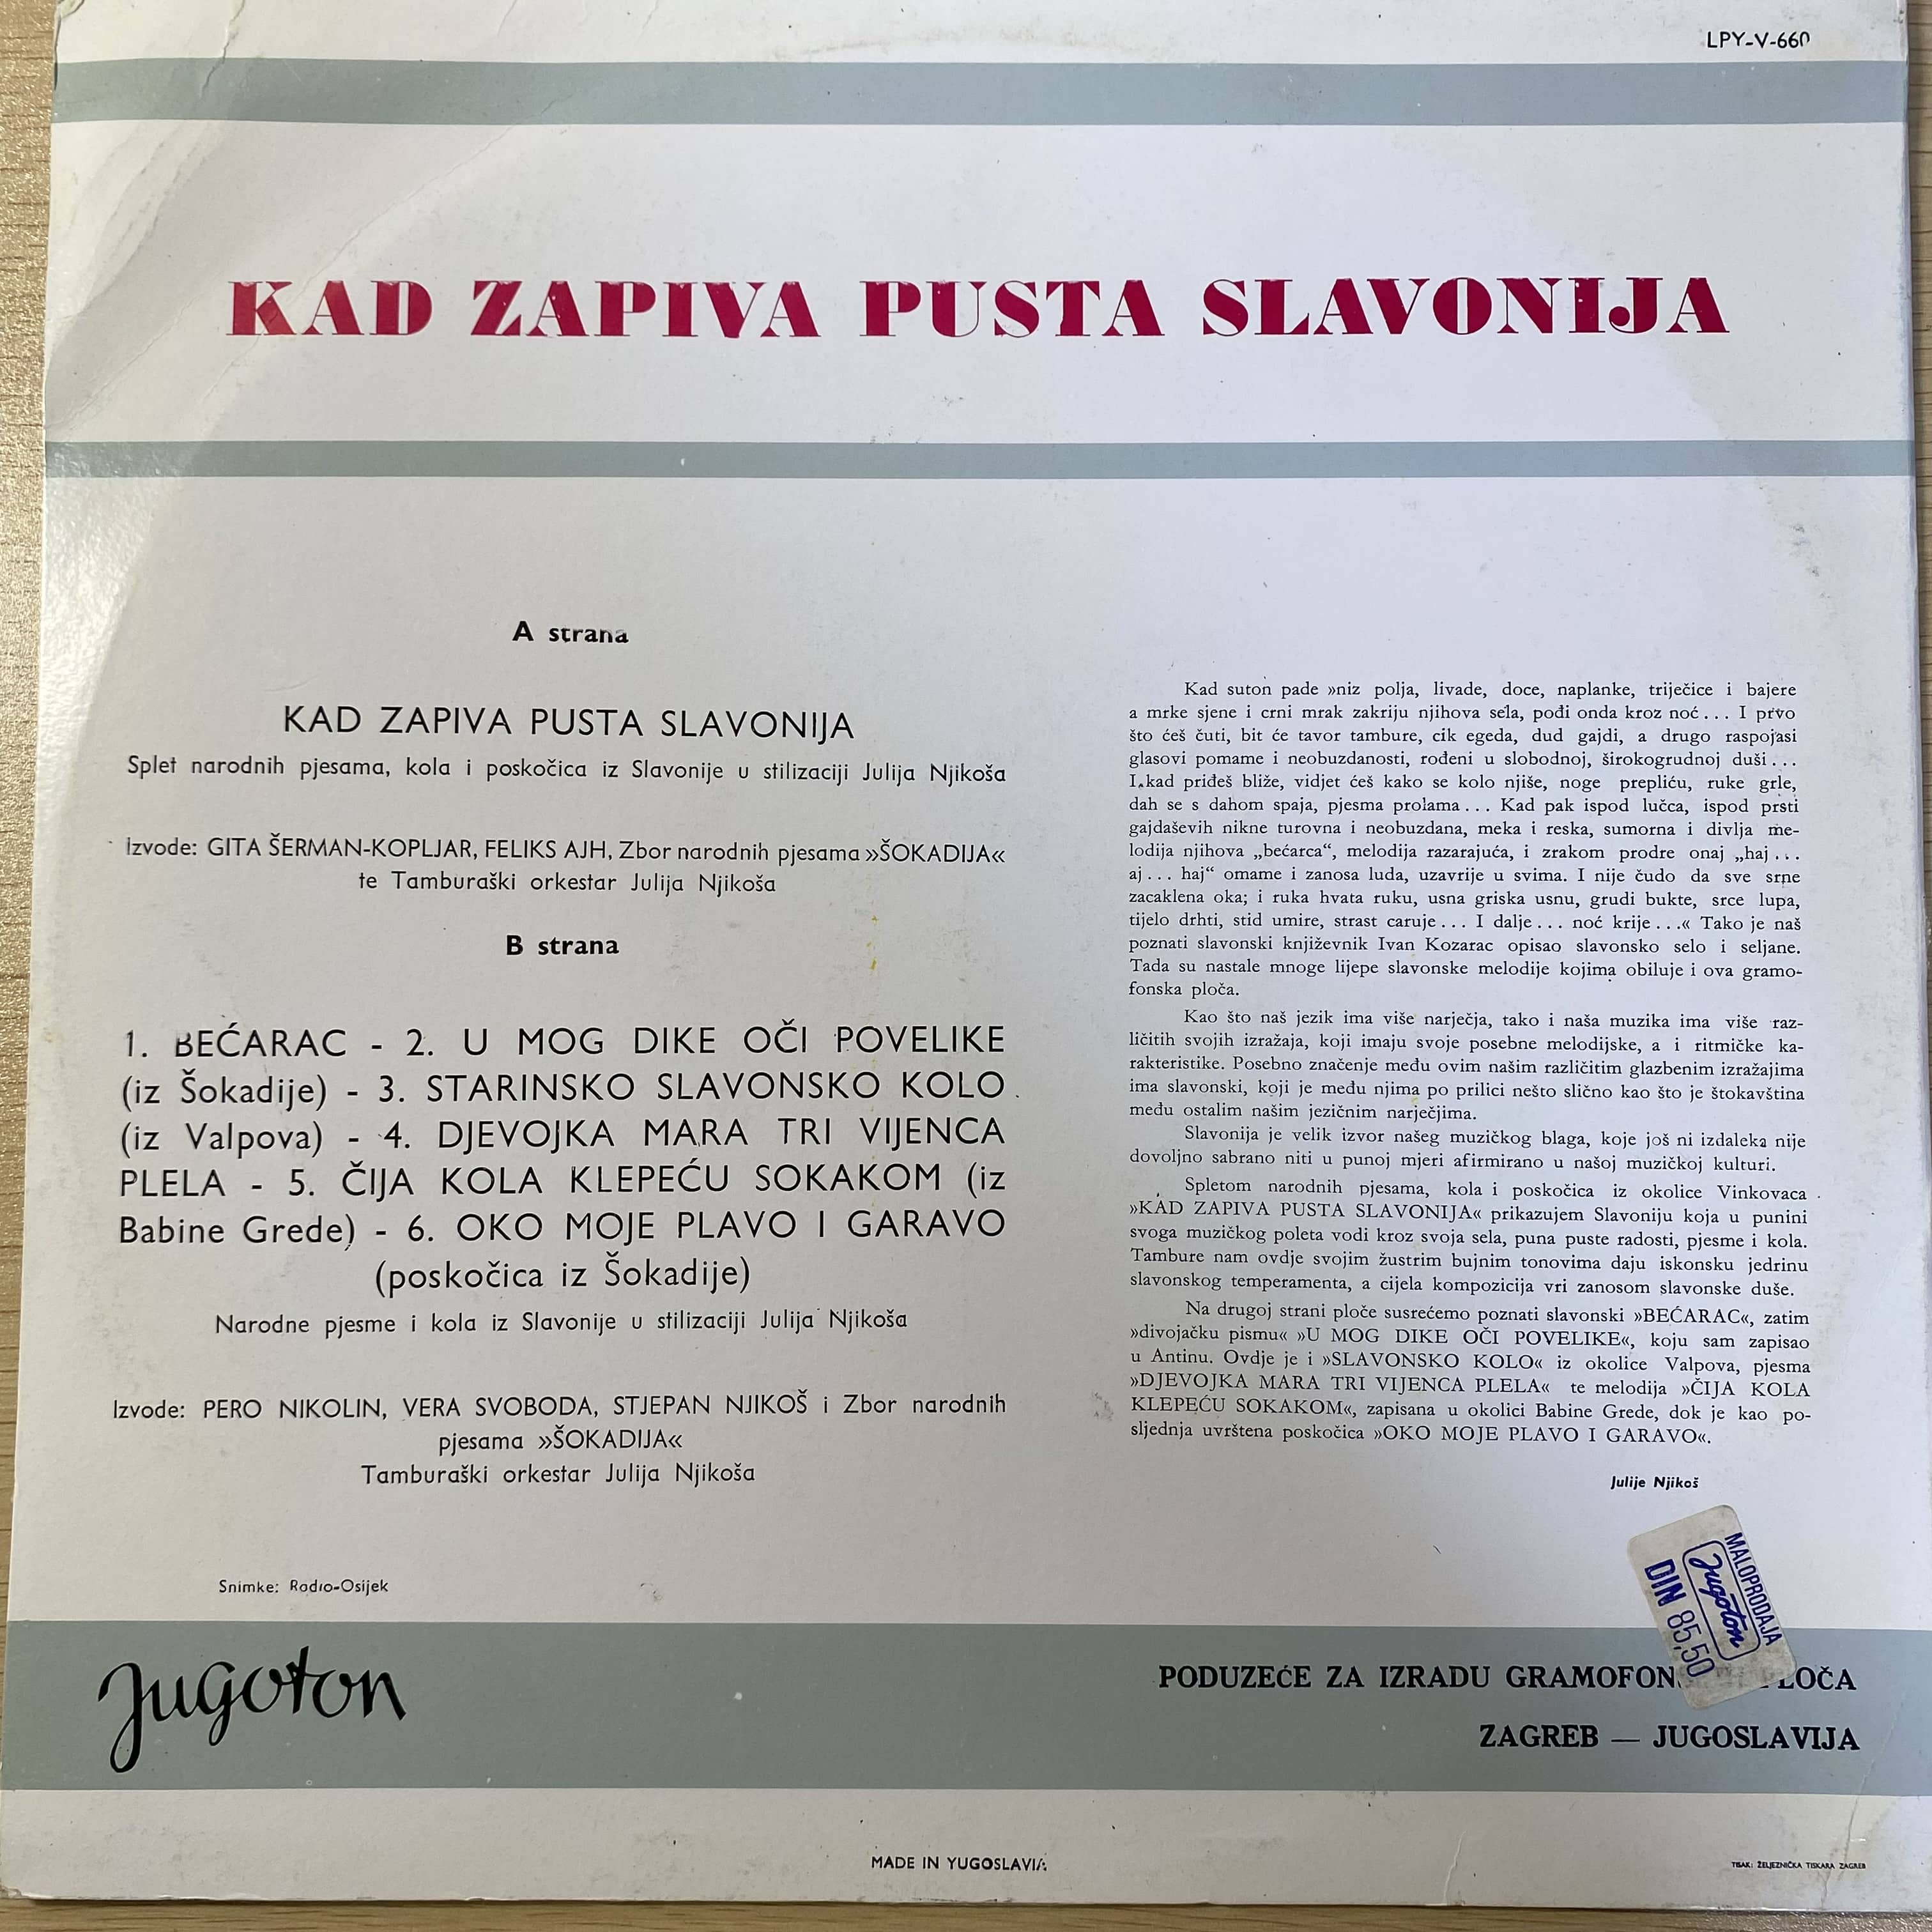 LPY-V-660
KAD ZAPIVA PUSTA SLAVONIJA
A strana
KAD ZAPIVA PUSTA SLAVONIJA
Splet narodnih pjesama, kola i poskočica iz Slavonije u stilizaciji Julija Njikoša
Izvode: GITA ŠERMAN-KOPLJAR, FELIKS AJH, Zbor narodnih pjesama »ŠOKADIJA«
te Tamburaški orkestar Julija Njikoša
B strana
1. BEĆARAC - 2. U MOG DIKE OČI POVELIKE
(iz Šokadije) - 3. STARINSKO SLAVONSKO KOLO
(iz Valpova) - 4. DJEVOJKA MARA TRI VIJENCA
PLELA - 5. ČIJA KOLA KLEPEĆU SOKAKOM (iz
Babine Grede) - 6. OKO MOJE PLAVO I GARAVO
(poskočica iz Šokadije)
Narodne pjesme i kola iz Slavonije u stilizaciji Julija Njikoša
Izvode: PERO NIKOLIN, VERA SVOBODA, STJEPAN NJIKOŠ i Zbor narodnih
pjesama »ŠOKADIJA«
Tamburaški orkestar Julija Njikoša
Snimke: Radio-Osijek
Kad suton pade »niz polja, livade, doce, naplanke, triječice i bajere
a mrke sjene i crni mrak zakriju njihova sela, pođi onda kroz noć... I prvo
što ćeš čuti, bit će tavor tambure, cik egeda, dud gajdi, a drugo raspojasi
glasovi pomame i neobuzdanosti, rođeni u slobodnoj, širokogrudnoj duši...
I kad priđeš bliže, vidjet ćeš kako se kolo njiše, noge prepliću, ruke grle,
dah se s dahom spaja, pjesma prolama... Kad pak ispod lučca, ispod prsti
gajdaševih nikne turovna i neobuzdana, meka i reska, sumorna i divlja me-
lodija njihova „bećarca“, melodija razarajuća, i zrakom prodre onaj „haj...
aj... haj“ omame i zanosa luda, uzavrije u svima. I nije čudo da sve srne
zacaklena oka; i ruka hvata ruku, usna griska usnu, grudi bukte, srce lupa,
tijelo drhti, stid umire, strast caruje... I dalje... noć krije...« Tako je naš
poznati slavonski književnik Ivan Kozarac opisao slavonsko selo i seljane.
Tada su nastale mnoge lijepe slavonske melodije kojima obiluje i ova gramo-
fonska ploča.
Kao što naš jezik ima više narječja, tako i naša muzika ima više raz-
ličitih svojih izražaja, koji imaju svoje posebne melodijske, a i ritmičke ka-
rakteristike. Posebno značenje među ovim našim različitim glazbenim izražajima
ima slavonski, koji je među njima po prilici nešto slično kao što je štokavština
među ostalim našim jezičnim narječjima.
Slavonija je velik izvor našeg muzičkog blaga, koje još ni izdaleka nije
dovoljno sabrano niti u punoj mjeri afirmirano u našoj muzičkoj kulturi.
Spletom narodnih pjesama, kola i poskočica iz okolice Vinkovaca
»KAD ZAPIVA PUSTA SLAVONIJA« prikazujem Slavoniju koja u punini
svoga muzičkog poleta vodi kroz svoja sela, puna puste radosti, pjesme i kola.
Tambure nam ovdje svojim žustrim bujnim tonovima daju iskonsku jedrinu
slavonskog temperamenta, a cijela kompozicija vri zanosom slavonske duše.
Na drugoj strani ploče susrećemo poznati slavonski »BEĆARAC«, zatim
»divojačku pismu« »U MOG DIKE OČI POVELIKE«, koju sam zapisao
u Antinu. Ovdje je i »SLAVONSKO KOLO« iz okolice Valpova, pjesma
»DJEVOJKA MARA TRI VIJENCA PLELA« te melodija »ČIJA KOLA
KLEPEĆU SOKAKOM«, zapisana u okolici Babine Grede, dok je kao po-
sljednja uvrštena poskočica »OKO MOJE PLAVO I GARAVO«.
Julije Njikoš
MALOPRODAJA
Jugoton
DIN 85,50
Jugoton
PODUZEĆE ZA IZRADU
ZAGREB — JUGOSLAVIJA
MADE IN YUGOSLAVIA
TISAK: ŽELJEZNIČKA TISKARA ZAGREB